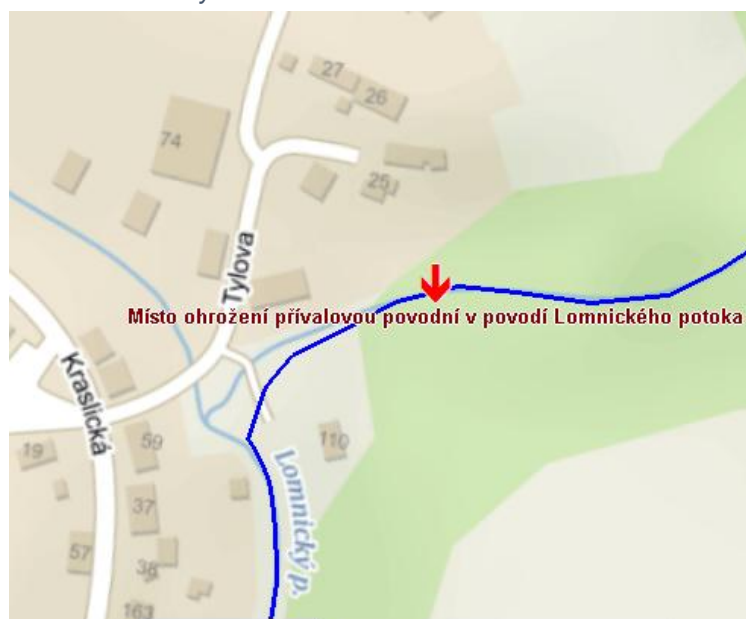 27
26
74
25
Tylova
Místo ohrožení přívalovou povodní v povodí Lomnického potoka
Kraslická
19
59
110
Lomnický p.
37
57
38
163